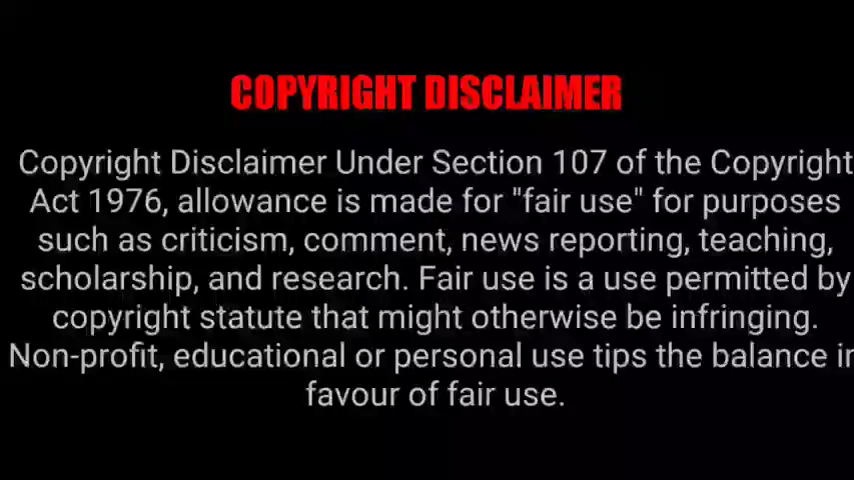 COPYRIGHT DISCLAIMER
Copyright Disclaimer Under Section 107 of the Copyright
Act 1976, allowance is made for "fair use" for purposes
such as criticism, comment, news reporting, teaching,
scholarship, and research. Fair use is a use permitted by
copyright statute that might otherwise be infringing.
Non-profit, educational or personal use tips the balance in
favour of fair use.